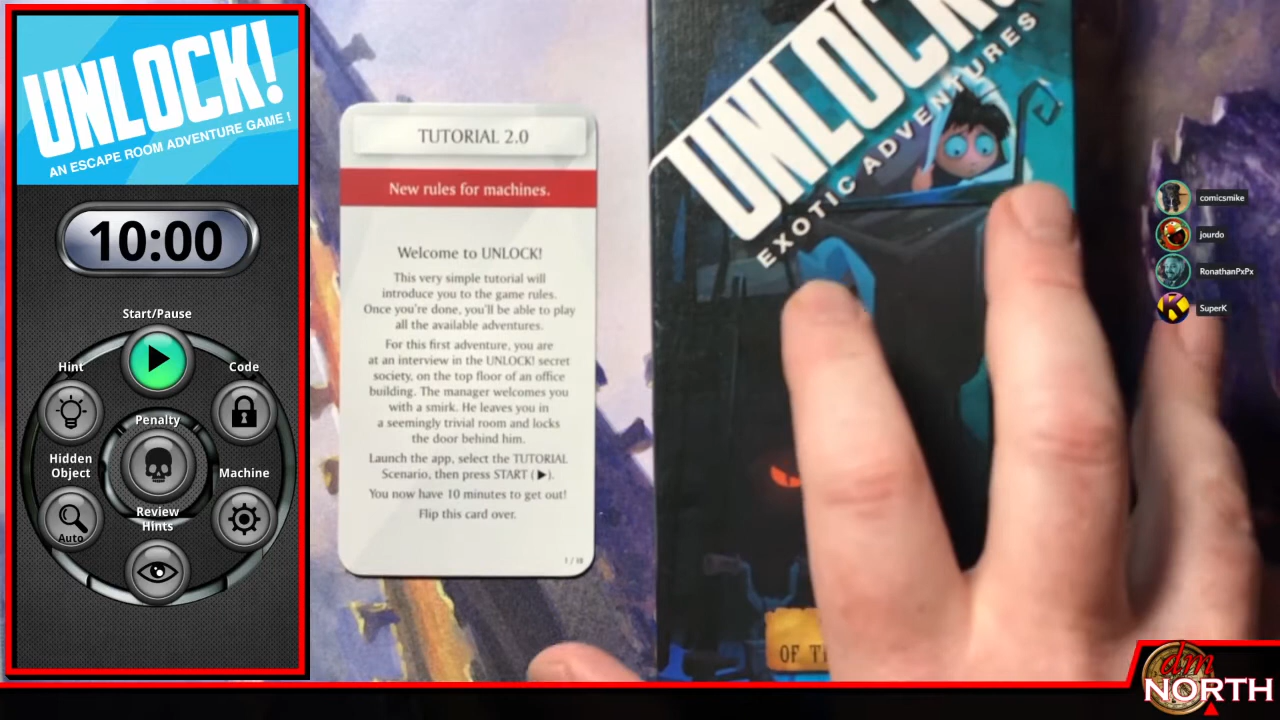 UNLOCK!
AN ESCAPE ROOM ADVENTURE GAME !
10:00
Start/Pause
Hint
Code
Penalty
Hidden
Object
Machine
Auto
Review
Hints
TUTORIAL 2.0
New rules for machines.
Welcome to UNLOCK!
This very simple tutorial will
introduce you to the game rules.
Once you're done, you'll be able to play
all the available adventures.
For this first adventure, you are
at an interview in the UNLOCK! secret
society, on the top floor of an office
building. The manager welcomes you
with a smirk. He leaves you in
a seemingly trivial room and locks
the door behind him.
Launch the app, select the TUTORIAL
Scenario, then press START (▶).
You now have 10 minutes to get out!
Flip this card over.
UNLOCK!
EXOTIC ADVENTURES
OF
comicsmike
jourdo
RonathanPxPx
SuperK
dm
NORTH